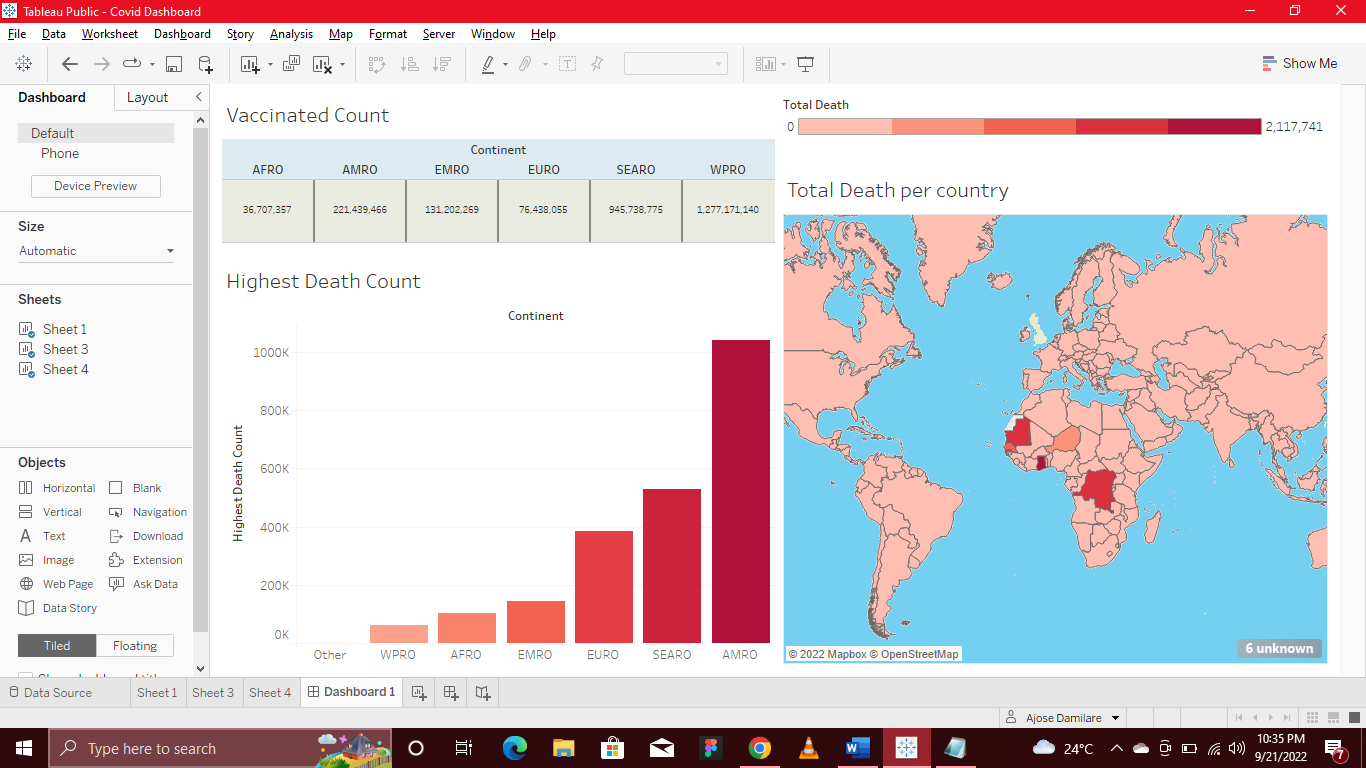 Tableau Public - Covid Dashboard
File Data Worksheet Dashboard Story Analysis Map Format Server Window Help
Show Me
Dashboard Layout
Default
Phone
Device Preview
Size
Automatic
Sheets
Sheet 1
Sheet 3
Sheet 4
Objects
Horizontal Blank
Vertical Navigation
Text Download
Image Extension
Web Page Ask Data
Data Story
Tiled Floating
Vaccinated Count
Continent
AFRO AMRO EMRO EURO SEARO WPRO
36,707,357 221,439,466 131,202,269 76,438,055 945,738,775 1,277,171,140
Highest Death Count
Continent
Highest Death Count
1000K
800K
600K
400K
200K
0K
Other WPRO AFRO EMRO EURO SEARO AMRO
Total Death
0 2,117,741
Total Death per country
© 2022 Mapbox © OpenStreetMap
6 unknown
Data Source Sheet 1 Sheet 3 Sheet 4 Dashboard 1
Ajose Damilare
Type here to search
24°C
10:35 PM
9/21/2022
7